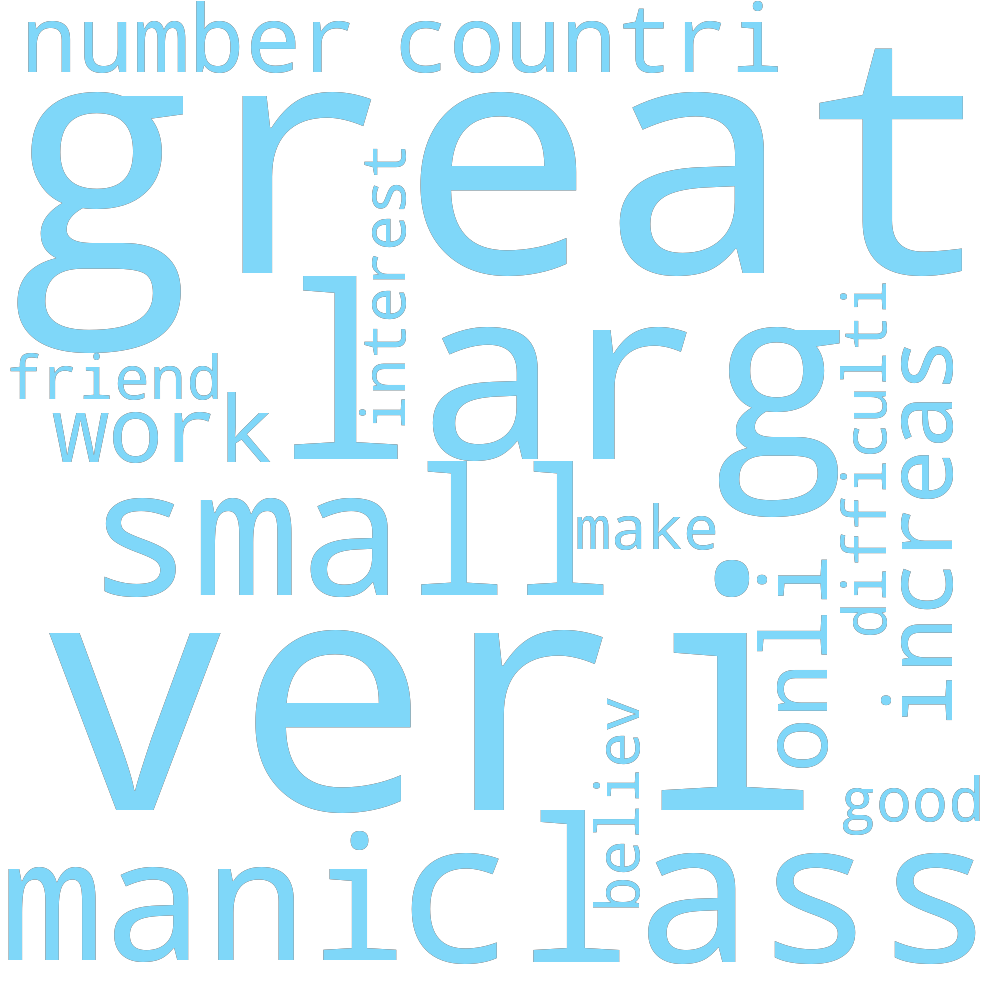 number countri
great
interest
larg
friend
work
difficulti
increas
small
make
onli
veri
believ
good
mani
class